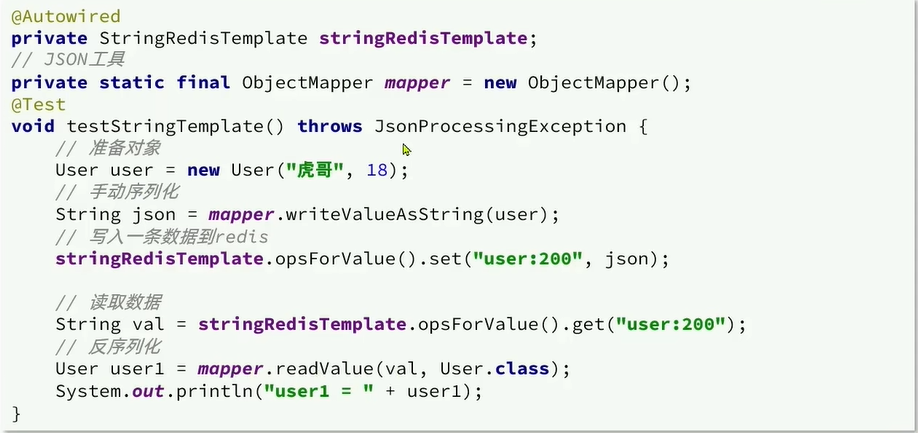 @Autowired
private StringRedisTemplate stringRedisTemplate;
// JSON工具
private static final ObjectMapper mapper = new ObjectMapper();
@Test
void testStringTemplate() throws JsonProcessingException {
    // 准备对象
    User user = new User("虎哥", 18);
    // 手动序列化
    String json = mapper.writeValueAsString(user);
    // 写入一条数据到redis
    stringRedisTemplate.opsForValue().set("user:200", json);

    // 读取数据
    String val = stringRedisTemplate.opsForValue().get("user:200");
    // 反序列化
    User user1 = mapper.readValue(val, User.class);
    System.out.println("user1 = " + user1);
}